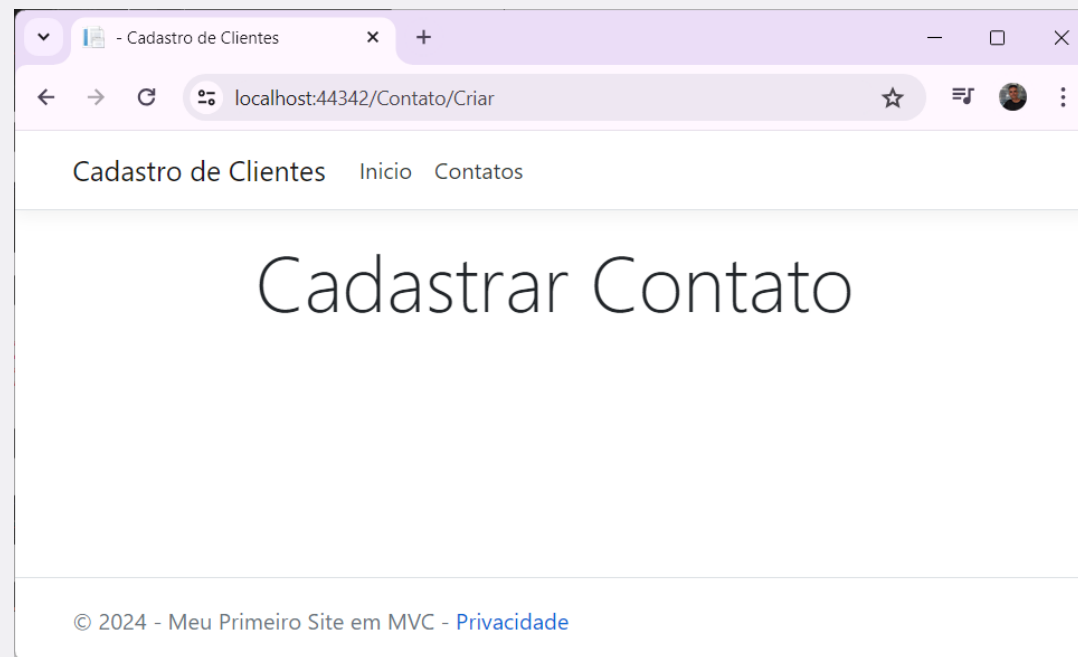 - Cadastro de Clientes
localhost:44342/Contato/Criar
Cadastro de Clientes Inicio Contatos
Cadastrar Contato
© 2024 - Meu Primeiro Site em MVC - Privacidade